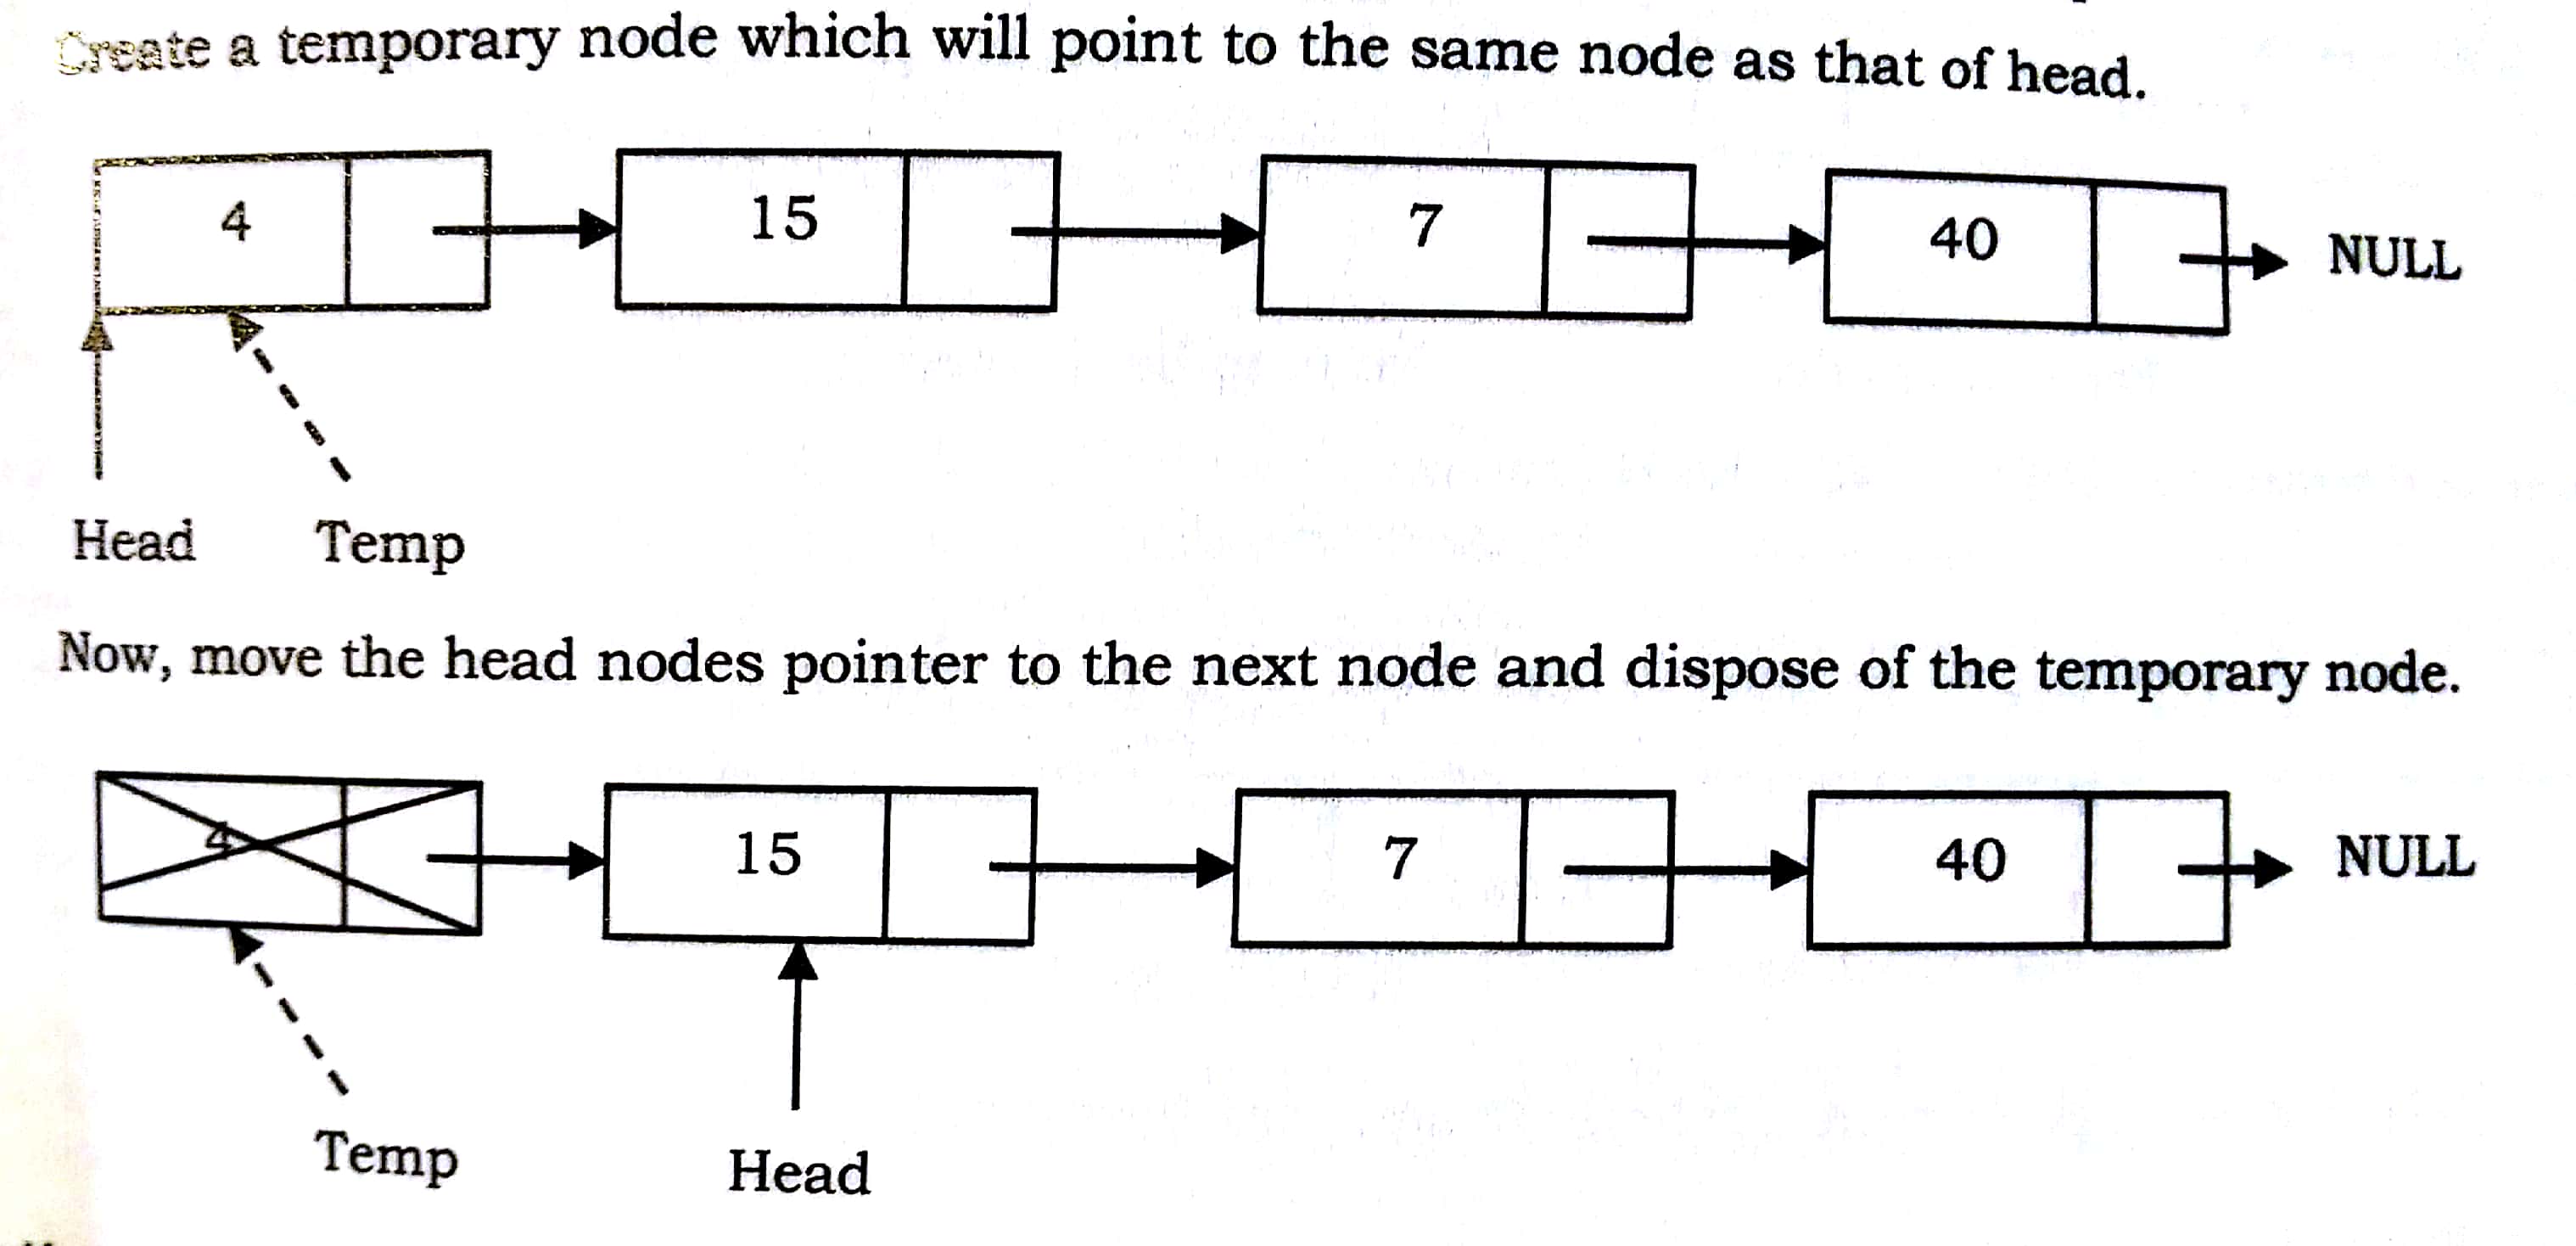 Create a temporary node which will point to the same node as that of head.
4 15 7 40 NULL
Head Temp
Now, move the head nodes pointer to the next node and dispose of the temporary node.
4 15 7 40 NULL
Temp Head